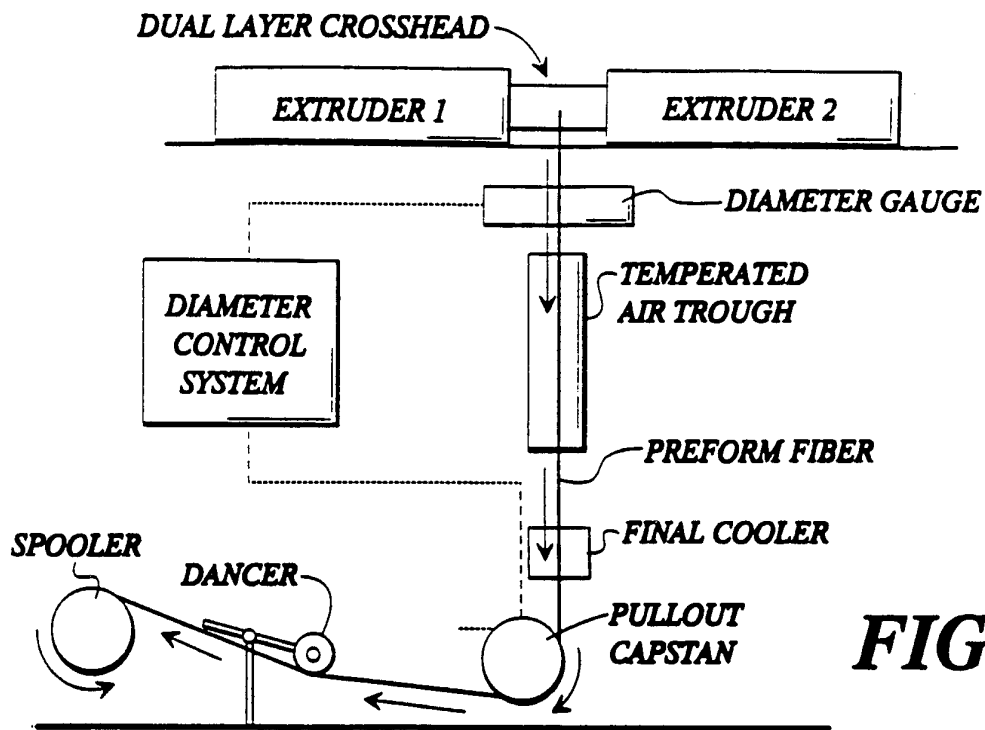 DUAL LAYER CROSSHEAD
EXTRUDER 1
EXTRUDER 2
DIAMETER GAUGE
TEMPERATED
AIR TROUGH
DIAMETER
CONTROL
SYSTEM
PREFORM FIBER
FINAL COOLER
SPOOLER
DANCER
PULLOUT
CAPSTAN
FIG